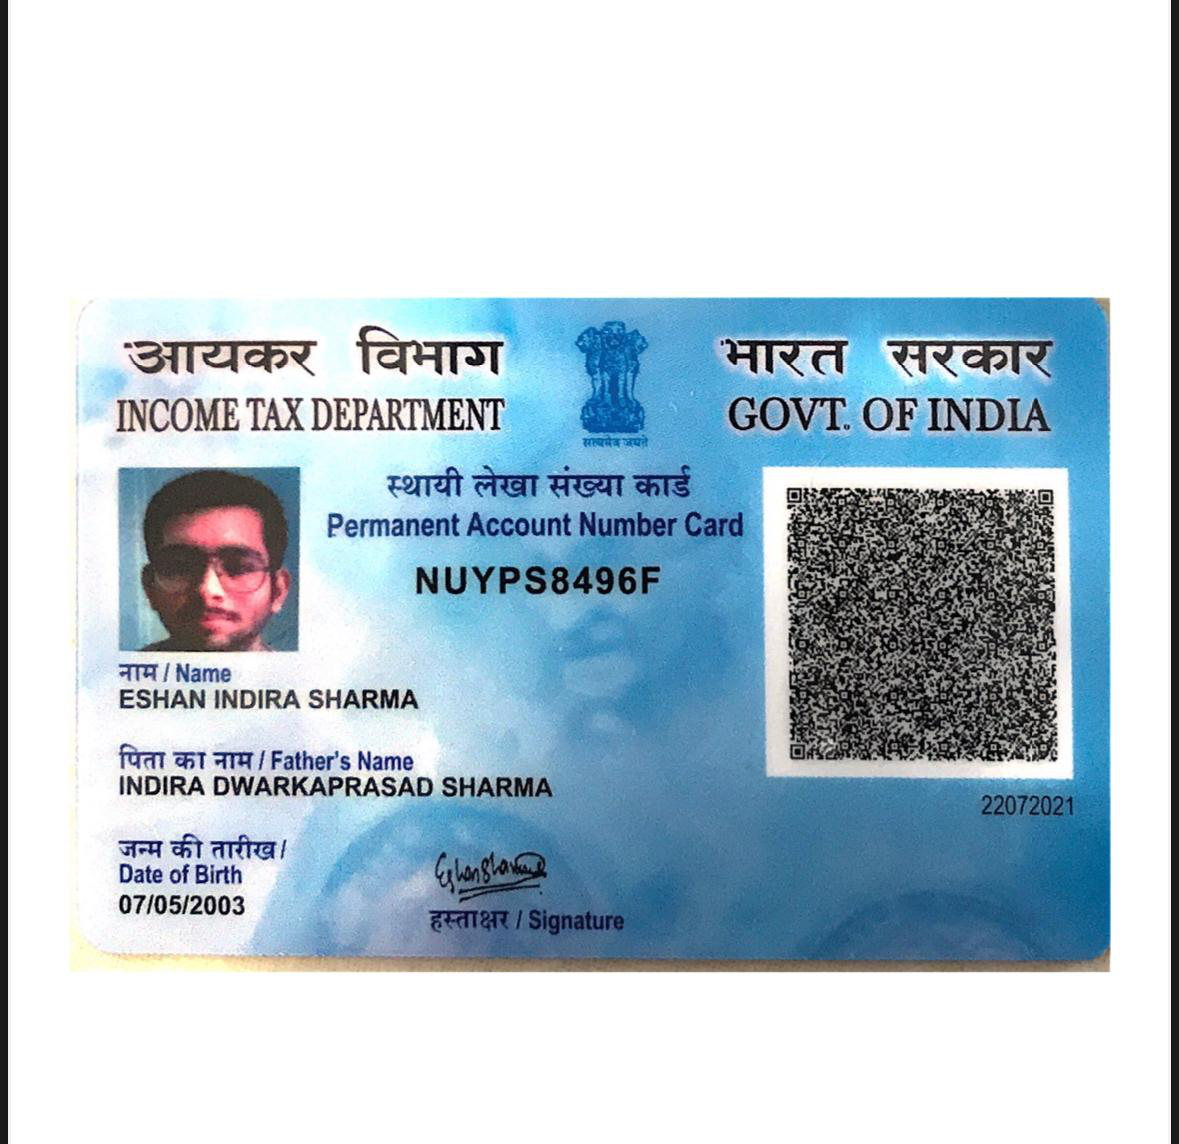 आयकर विभाग
INCOME TAX DEPARTMENT
सत्यमेव जयते
भारत सरकार
GOVT. OF INDIA
स्थायी लेखा संख्या कार्ड
Permanent Account Number Card
NUYPS8496F
नाम / Name
ESHAN INDIRA SHARMA
पिता का नाम / Father's Name
INDIRA DWARKAPRASAD SHARMA
22072021
जन्म की तारीख /
Date of Birth
07/05/2003
EshanSharma
हस्ताक्षर / Signature